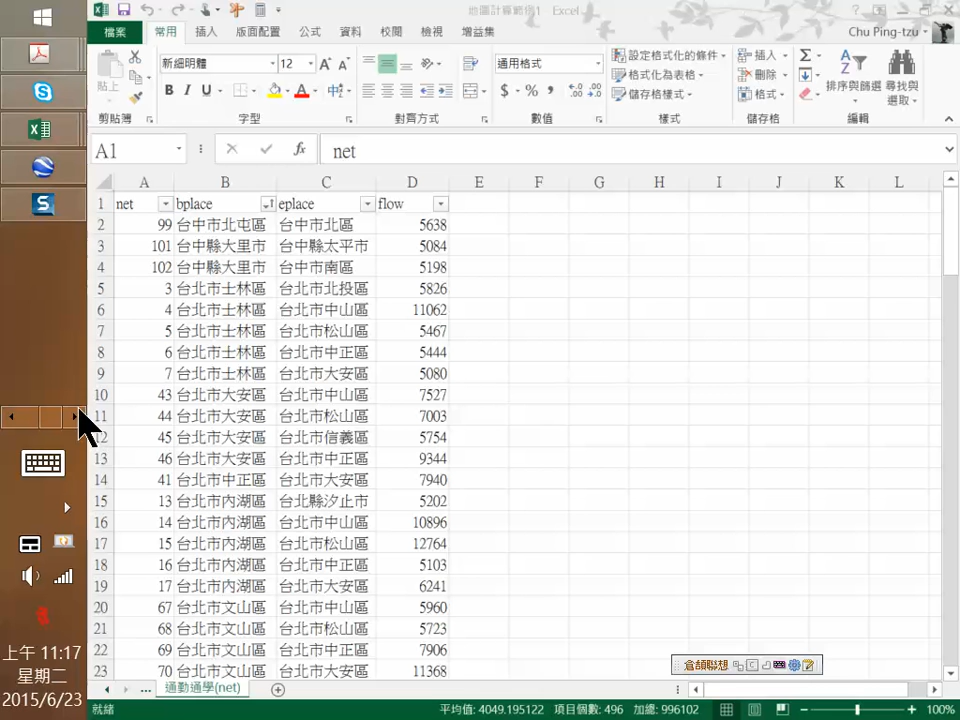 地圖計算範例1 Excel
檔案 常用 插入 版面配置 公式 資料 校閱 檢視 增益集 Chu Ping-tzu
新細明體 12 通用格式 設定格式化的條件 插入
貼上 格式化為表格 刪除 排序與篩選 尋找與
選取
B I U $ % 儲存格樣式 格式
剪貼簿 字型 對齊方式 數值 樣式 儲存格 編輯
A1 fx net
A B C D E F G H I J K L
1 net bplace eplace flow
2 99 台中市北屯區 台中市北區 5638
3 101 台中縣大里市 台中縣太平市 5084
4 102 台中縣大里市 台中市南區 5198
5 3 台北市士林區 台北市北投區 5826
6 4 台北市士林區 台北市中山區 11062
7 5 台北市士林區 台北市松山區 5467
8 6 台北市士林區 台北市中正區 5444
9 7 台北市士林區 台北市大安區 5080
10 43 台北市大安區 台北市中山區 7527
11 44 台北市大安區 台北市松山區 7003
12 45 台北市大安區 台北市信義區 5754
13 46 台北市大安區 台北市中正區 9344
14 41 台北市中正區 台北市大安區 7940
15 13 台北市內湖區 台北縣汐止市 5202
16 14 台北市內湖區 台北市中山區 10896
17 15 台北市內湖區 台北市松山區 12764
18 16 台北市內湖區 台北市中正區 5103
19 17 台北市內湖區 台北市大安區 6241
20 67 台北市文山區 台北市中山區 5960
21 68 台北市文山區 台北市松山區 5723
22 69 台北市文山區 台北市中正區 7906
23 70 台北市文山區 台北市大安區 11368
倉頡聯想
... 通勤通學(net)
就緒 平均值: 4049.195122 項目個數: 496 加總: 996102 100%
上午 11:17
星期二
2015/6/23